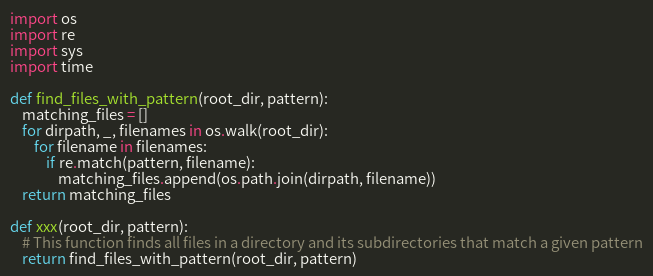 import os
import re
import sys
import time

def find_files_with_pattern(root_dir, pattern):
    matching_files = []
    for dirpath, _, filenames in os.walk(root_dir):
        for filename in filenames:
            if re.match(pattern, filename):
                matching_files.append(os.path.join(dirpath, filename))
    return matching_files

def xxx(root_dir, pattern):
    # This function finds all files in a directory and its subdirectories that match a given pattern
    return find_files_with_pattern(root_dir, pattern)